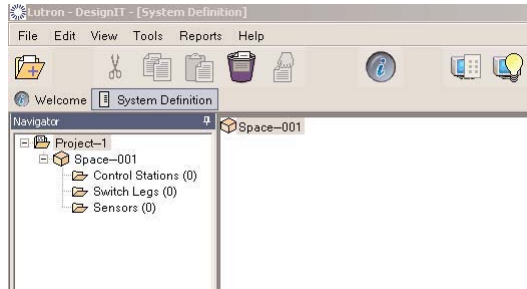 Lutron - DesignIT - [System Definition]
File Edit View Tools Reports Help
Welcome System Definition
Navigator
Space—001
Project—1
Space—001
Control Stations (0)
Switch Legs (0)
Sensors (0)